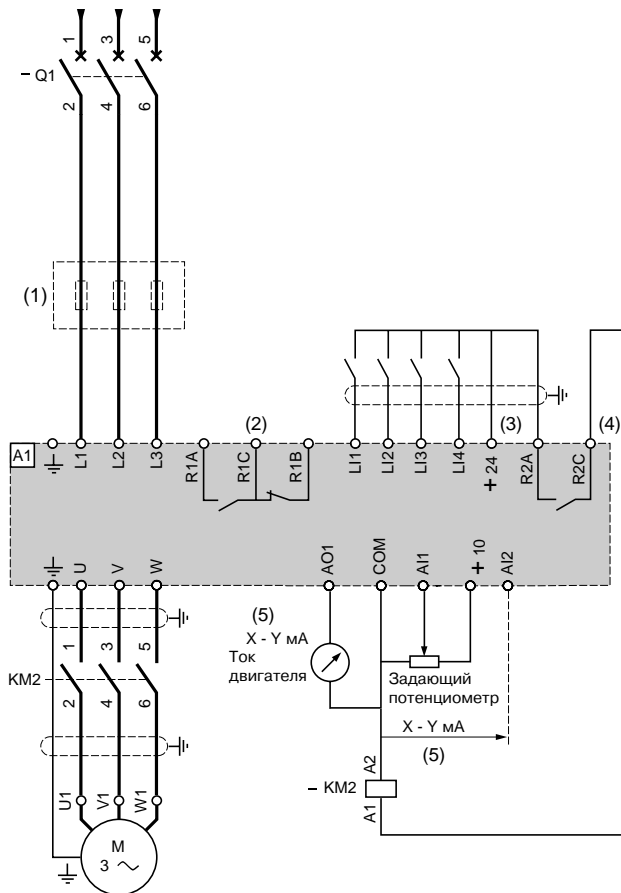 1 3 5
– Q1
2 4 6
(1)
(2) (3) (4)
A1
L1 L2 L3 R1A R1C R1B LI1 LI2 LI3 LI4 + 24 R2A R2C
U V W AO1 COM AI1 + 10 AI2
(5)
X - Y мА
Ток
двигателя
Задающий
потенциометр
X - Y мА
(5)
1 3 5
KM2
2 4 6
A2
– KM2
A1
U1 V1 W1
M
3